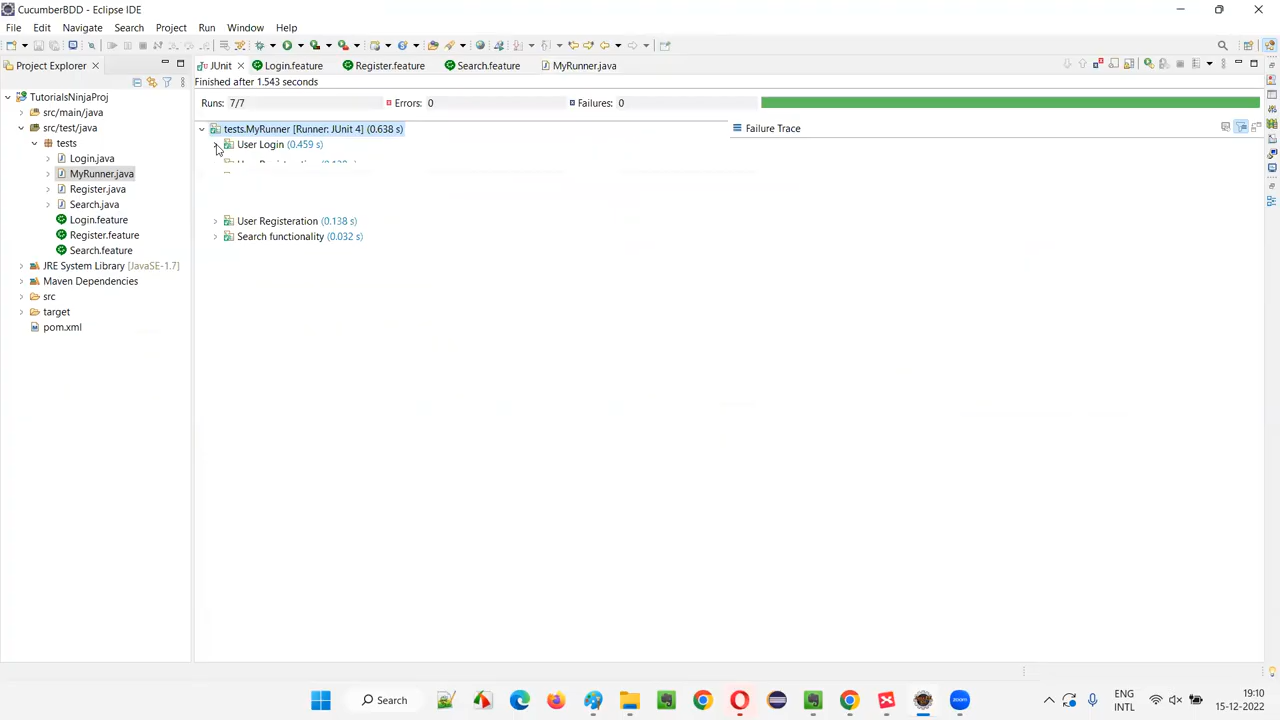 CucumberBDD - Eclipse IDE
File Edit Navigate Search Project Run Window Help
Project Explorer
JUnit Login.feature Register.feature Search.feature MyRunner.java
Finished after 1.543 seconds
Runs: 7/7 Errors: 0 Failures: 0
TutorialsNinjaProj
src/main/java
src/test/java
tests
Login.java
MyRunner.java
Register.java
Search.java
Login.feature
Register.feature
Search.feature
JRE System Library [JavaSE-1.7]
Maven Dependencies
src
target
pom.xml
tests.MyRunner [Runner: JUnit 4] (0.638 s)
User Login (0.459 s)
User Registeration (0.138 s)
Search functionality (0.032 s)
Failure Trace
Search
ENG
INTL
19:10
15-12-2022